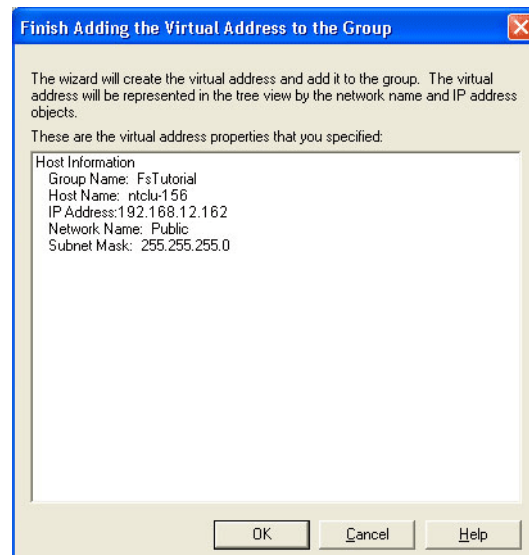 Finish Adding the Virtual Address to the Group
The wizard will create the virtual address and add it to the group. The virtual
address will be represented in the tree view by the network name and IP address
objects.
These are the virtual address properties that you specified:
Host Information
Group Name: FsTutorial
Host Name: ntclu-156
IP Address:192.168.12.162
Network Name: Public
Subnet Mask: 255.255.255.0
OK
Cancel
Help